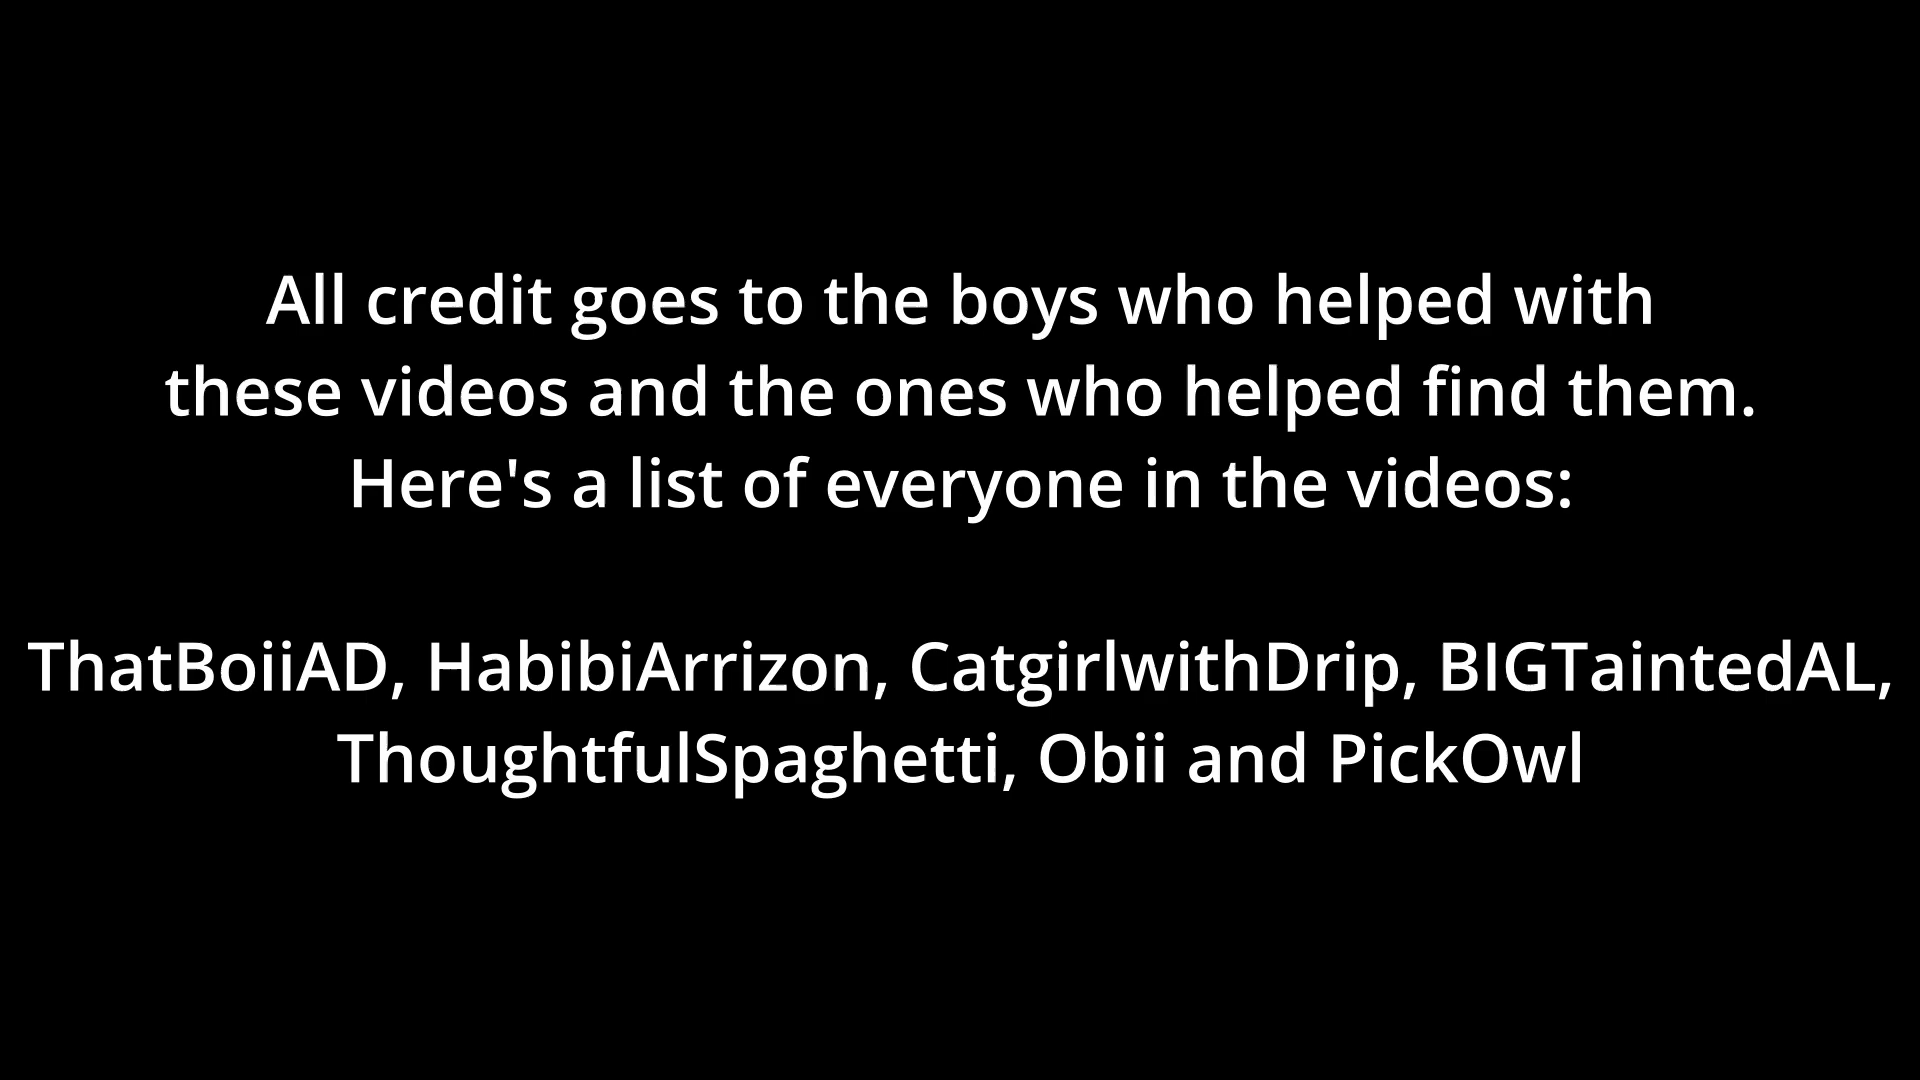 All credit goes to the boys who helped with
these videos and the ones who helped find them.
Here's a list of everyone in the videos:
ThatBoiiAD, HabibiArrizon, CatgirlwithDrip, BIGTaintedAL,
ThoughtfulSpaghetti, Obii and PickOwl